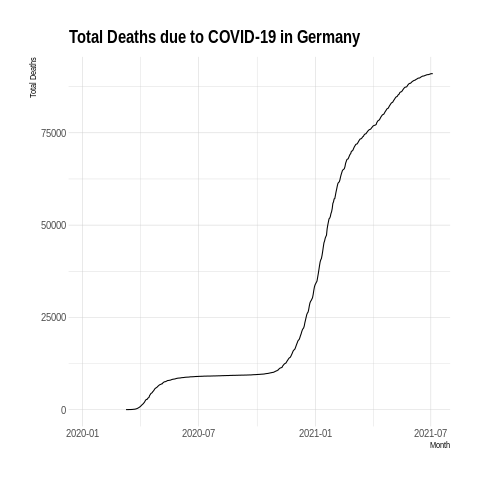 Total Deaths due to COVID-19 in Germany
Total Deaths
75000
50000
25000
0
2020-01 2020-07 2021-01 2021-07
Month